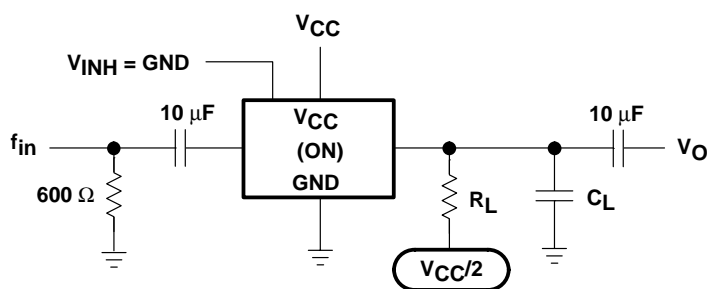 VCC
VINH = GND
10 μF
VCC
10 μF
fin
(ON)
VO
GND
600 Ω
RL
CL
VCC/2